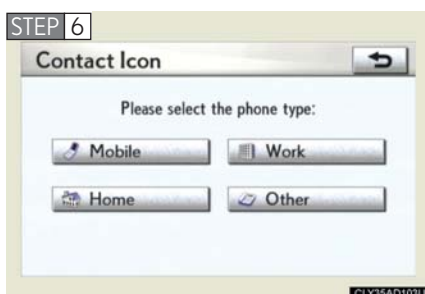 STEP 6
Contact Icon
Please select the phone type:
Mobile
Work
Home
Other